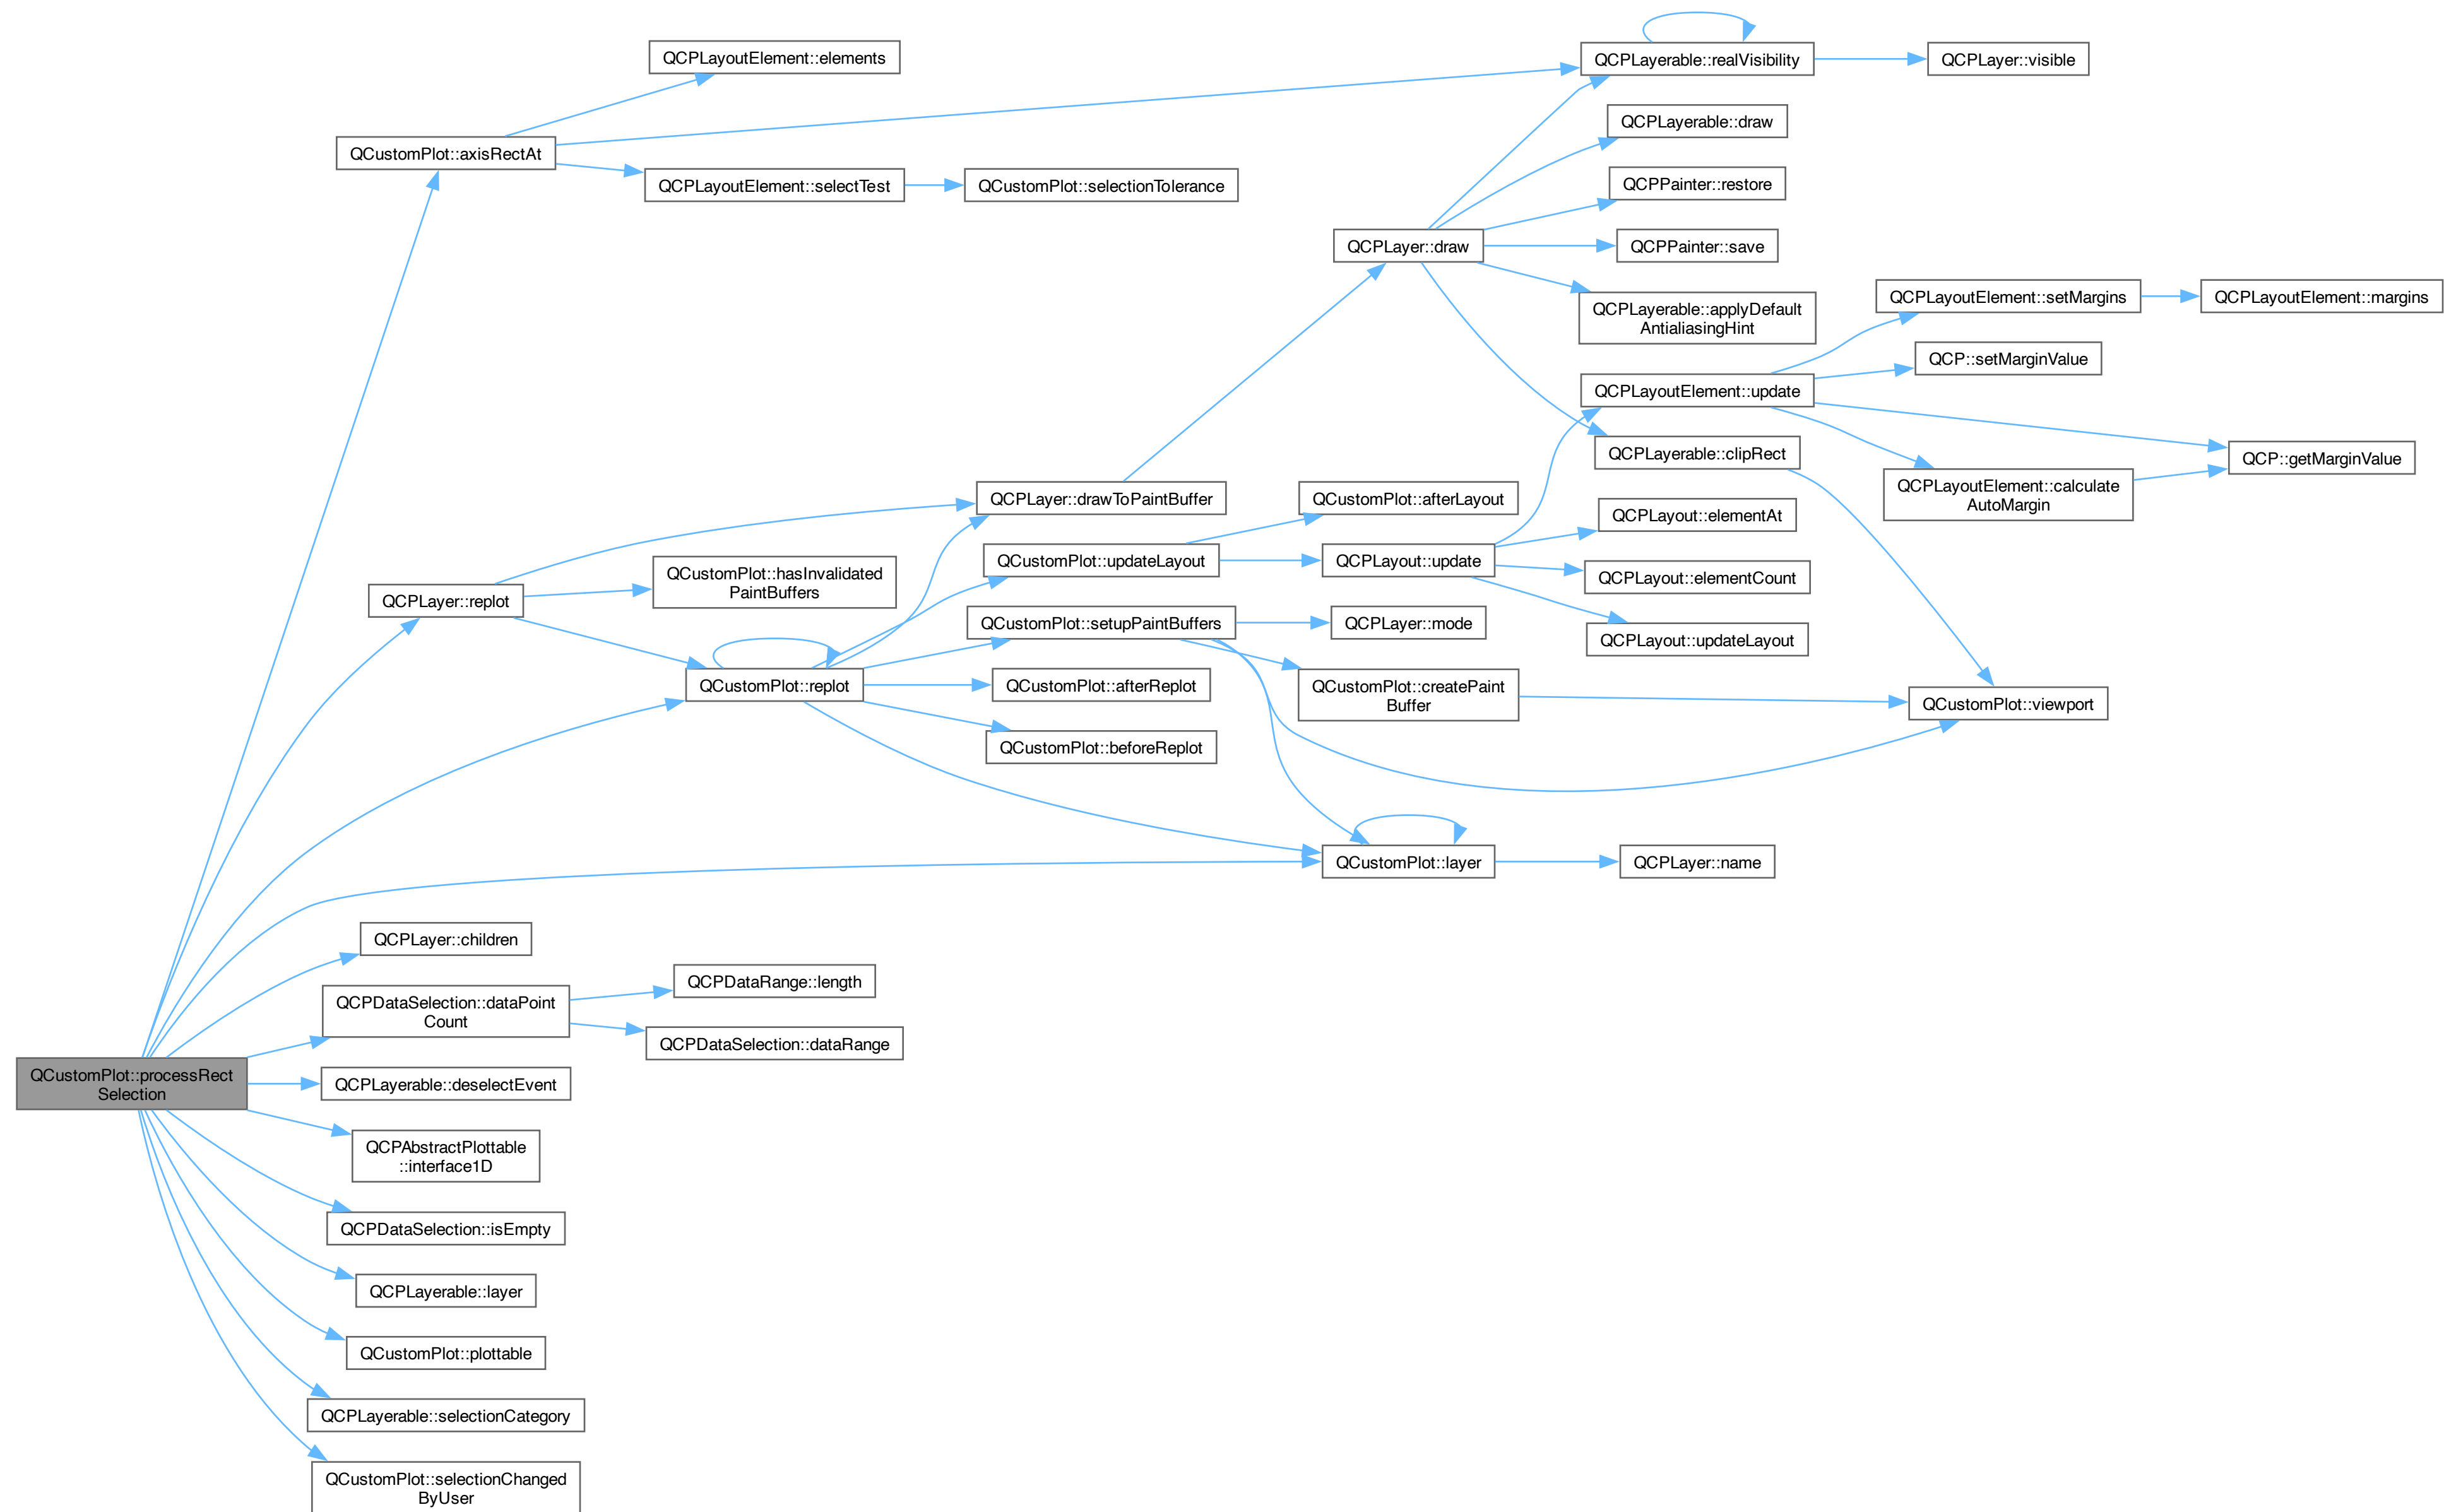 QCPLayoutElement::elements
QCPLayerable::realVisibility
QCPLayer::visible
QCPLayerable::draw
QCustomPlot::axisRectAt
QCPLayoutElement::selectTest
QCustomPlot::selectionTolerance
QCPPainter::restore
QCPLayer::draw
QCPPainter::save
QCPLayerable::applyDefault
AntialiasingHint
QCPLayoutElement::setMargins
QCPLayoutElement::margins
QCP::setMarginValue
QCPLayoutElement::update
QCPLayerable::clipRect
QCP::getMarginValue
QCPLayoutElement::calculate
AutoMargin
QCPLayer::drawToPaintBuffer
QCustomPlot::afterLayout
QCPLayout::elementAt
QCustomPlot::updateLayout
QCPLayout::update
QCPLayout::elementCount
QCPLayout::updateLayout
QCPLayer::replot
QCustomPlot::hasInvalidated
PaintBuffers
QCustomPlot::setupPaintBuffers
QCPLayer::mode
QCustomPlot::replot
QCustomPlot::afterReplot
QCustomPlot::createPaint
Buffer
QCustomPlot::viewport
QCustomPlot::beforeReplot
QCustomPlot::layer
QCPLayer::name
QCPLayer::children
QCPDataSelection::dataPoint
Count
QCPDataRange::length
QCPDataSelection::dataRange
QCustomPlot::processRect
Selection
QCPLayerable::deselectEvent
QCPAbstractPlottable
::interface1D
QCPDataSelection::isEmpty
QCPLayerable::layer
QCustomPlot::plottable
QCPLayerable::selectionCategory
QCustomPlot::selectionChanged
ByUser